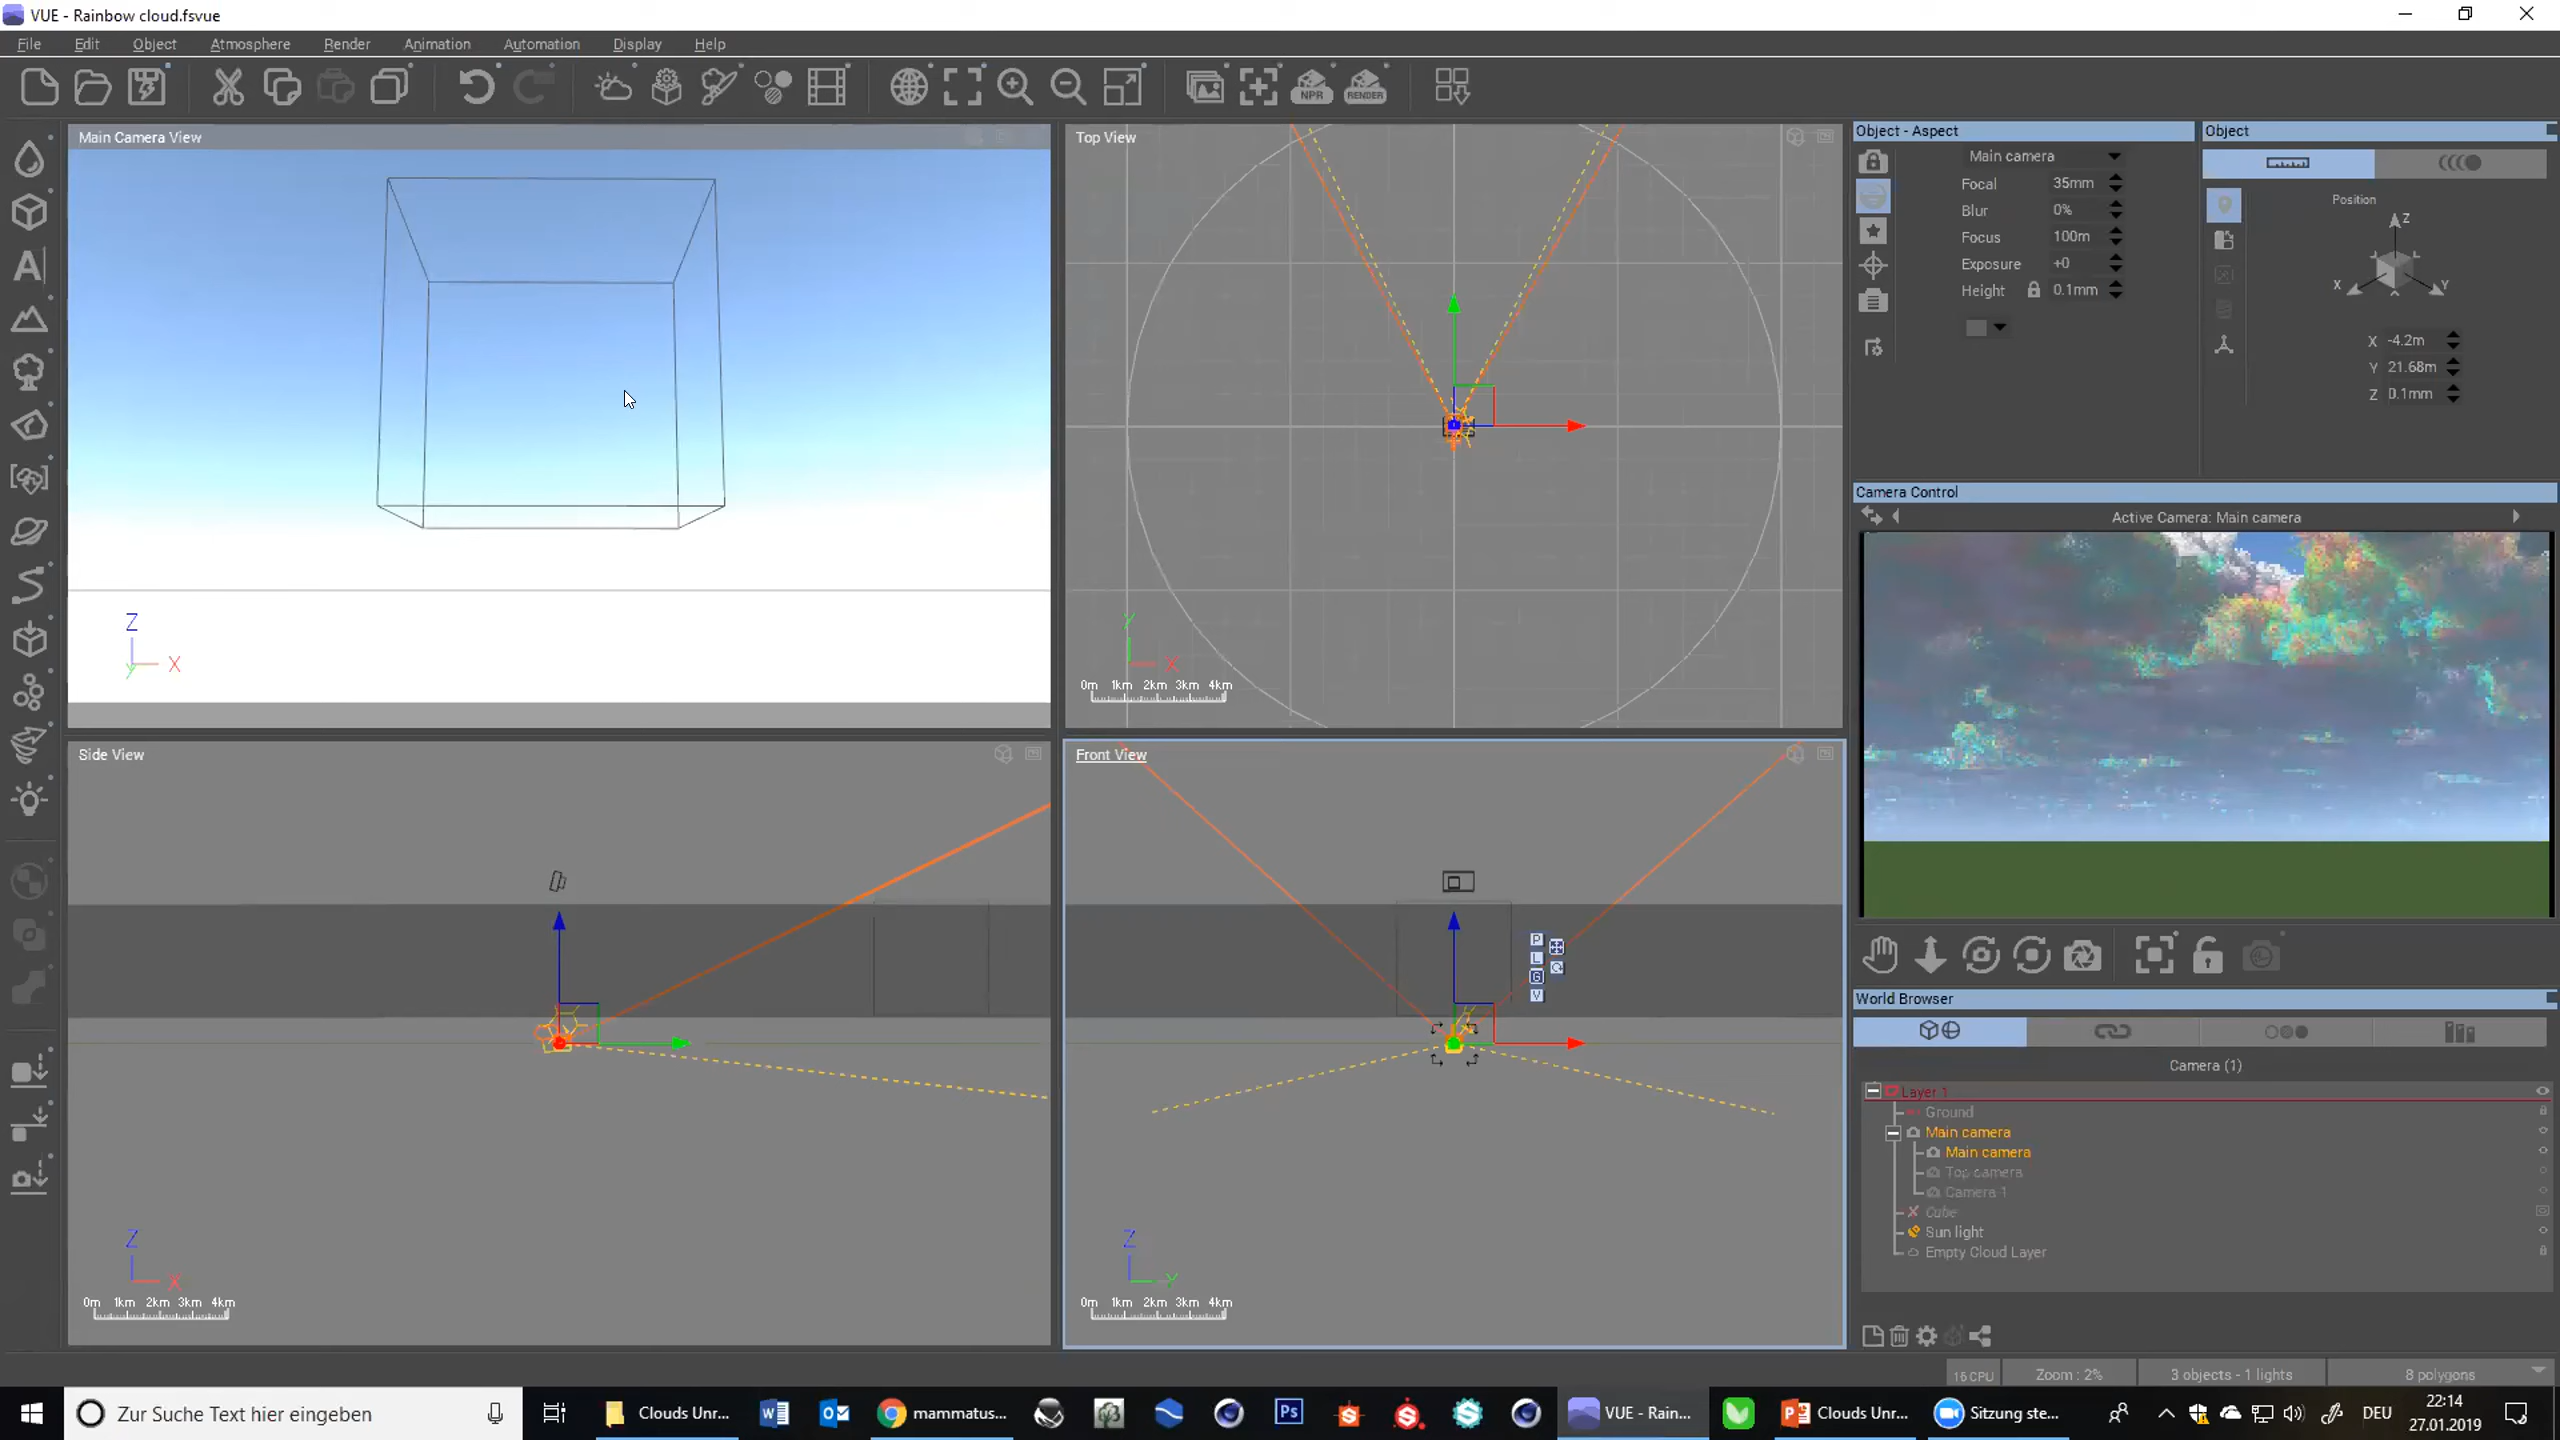 VUE - Rainbow cloud.fsvue
File Edit Object Atmosphere Render Animation Automation Display Help
NPR RENDER
Main Camera View
Z
Y X
Top View
Y
X
0m 1km 2km 3km 4km
Side View
Z
X
0m 1km 2km 3km 4km
Front View
P
L
G
V
Z
Y
0m 1km 2km 3km 4km
Object - Aspect
Main camera
Focal 35mm
Blur 0%
Focus 100m
Exposure +0
Height 0.1mm
Object
Position
Z
X Y
X -4.2m
Y 21.68m
Z 0.1mm
Camera Control
Active Camera: Main camera
World Browser
Camera (1)
Layer 1
Ground
Main camera
Main camera
Top camera
Camera 1
Cube
Sun light
Empty Cloud Layer
16 CPU Zoom : 2% 3 objects - 1 lights 8 polygons
Zur Suche Text hier eingeben
Clouds Unr...
mammatus...
Ps
VUE - Rain...
Clouds Unr...
Sitzung ste...
DEU
22:14
27.01.2019